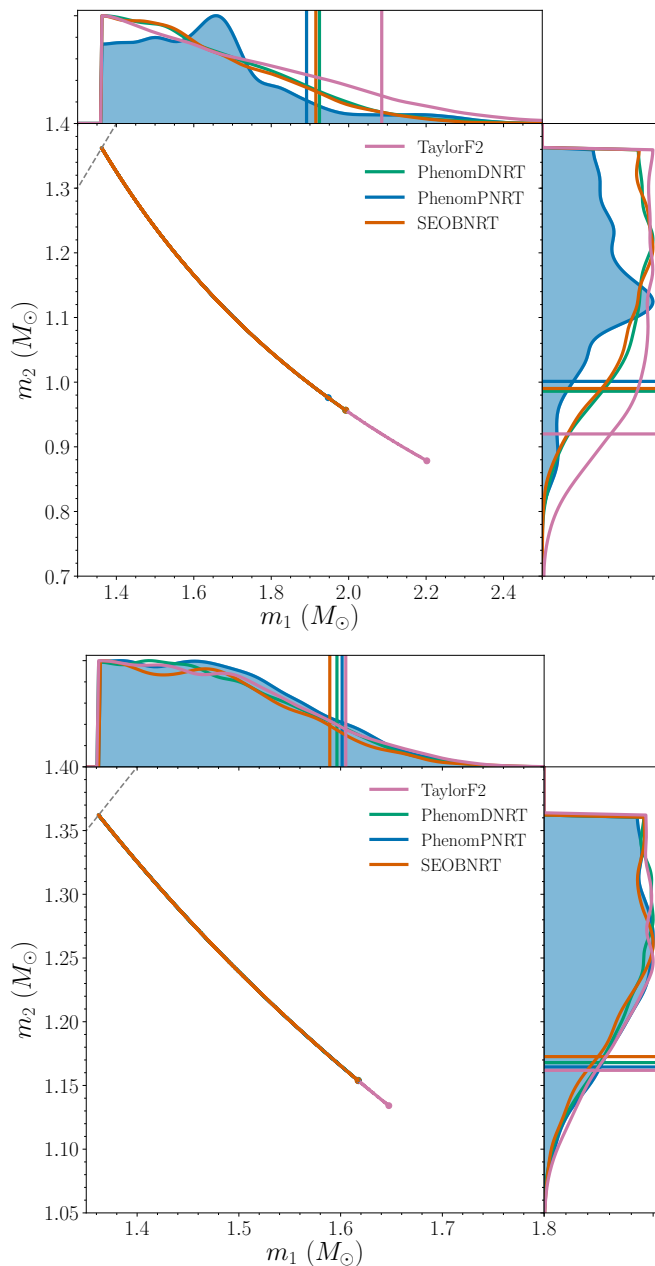 1.4
1.3
1.2
1.1
1.0
0.9
0.8
0.7
m₂ (M⊙)
TaylorF2
PhenomDNRT
PhenomPNRT
SEOBNRT
1.4 1.6 1.8 2.0 2.2 2.4
m₁ (M⊙)
1.40
1.35
1.30
1.25
1.20
1.15
1.10
1.05
m₂ (M⊙)
TaylorF2
PhenomDNRT
PhenomPNRT
SEOBNRT
1.4 1.5 1.6 1.7 1.8
m₁ (M⊙)